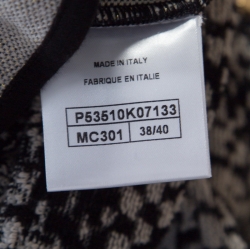 MADE IN ITALY
FABRIQUE EN ITALIE
P53510K07133
MC301 38/40